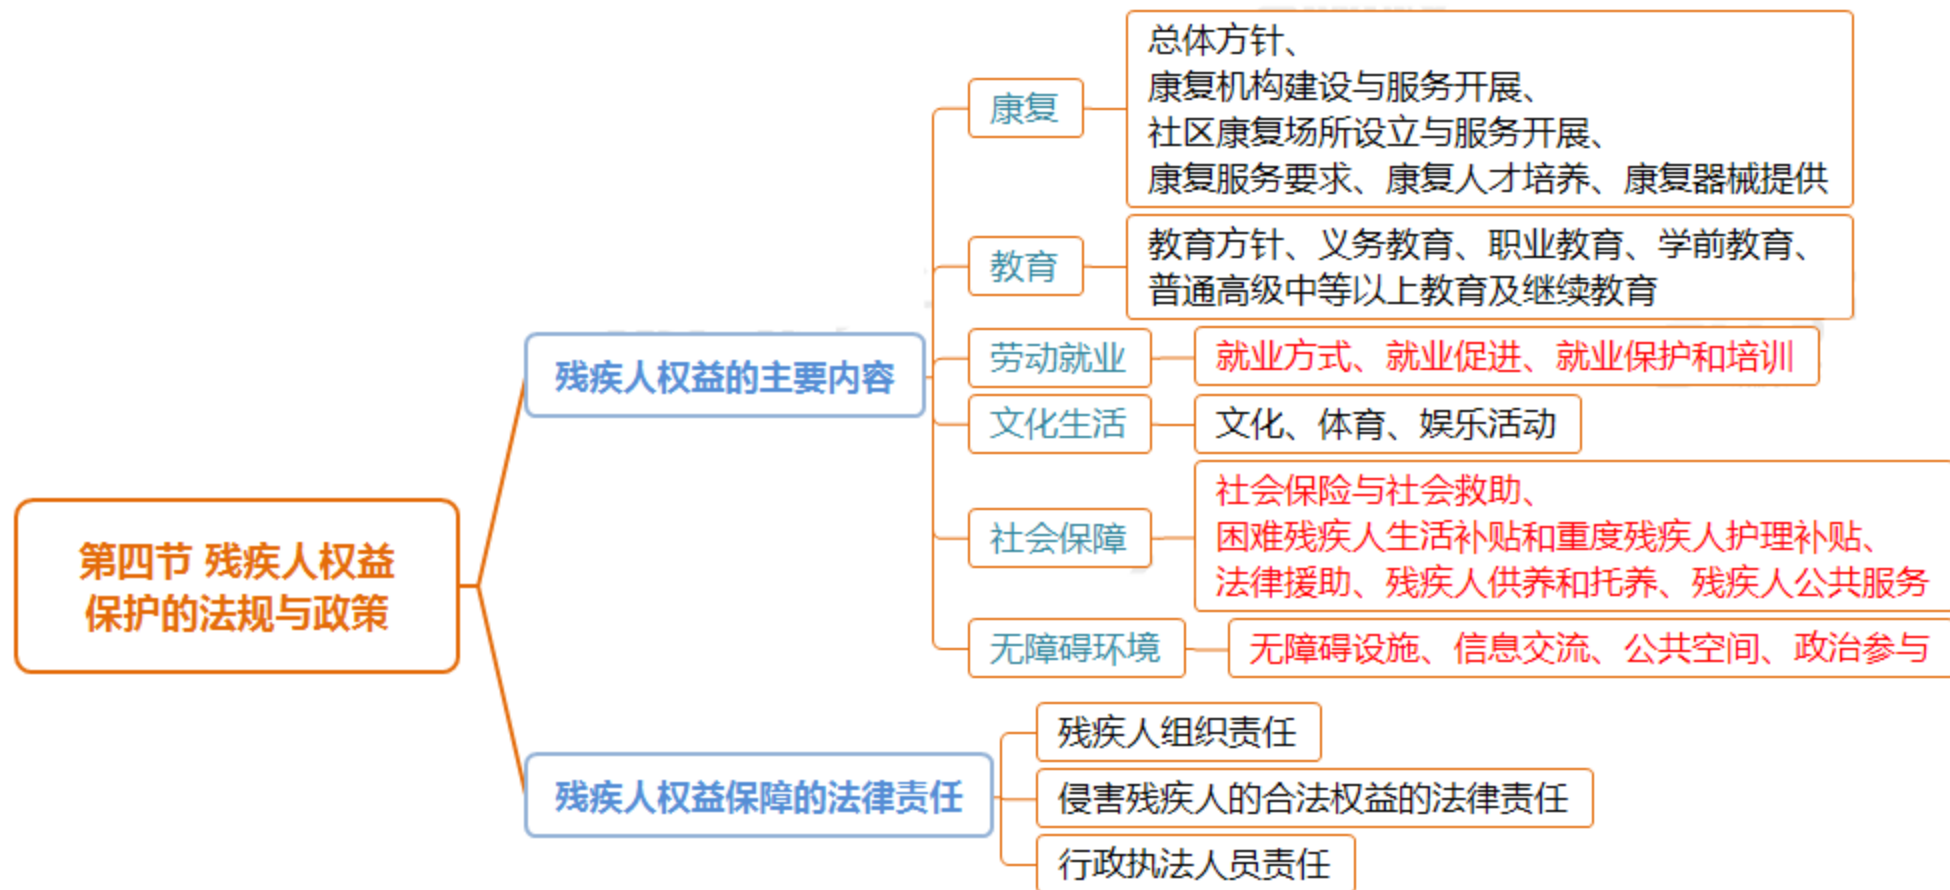 第四节 残疾人权益
保护的法规与政策
残疾人权益的主要内容
康复
总体方针、
康复机构建设与服务开展、
社区康复场所设立与服务开展、
康复服务要求、康复人才培养、康复器械提供
教育
教育方针、义务教育、职业教育、学前教育、
普通高级中等以上教育及继续教育
劳动就业
就业方式、就业促进、就业保护和培训
文化生活
文化、体育、娱乐活动
社会保障
社会保险与社会救助、
困难残疾人生活补贴和重度残疾人护理补贴、
法律援助、残疾人供养和托养、残疾人公共服务
无障碍环境
无障碍设施、信息交流、公共空间、政治参与
残疾人权益保障的法律责任
残疾人组织责任
侵害残疾人的合法权益的法律责任
行政执法人员责任